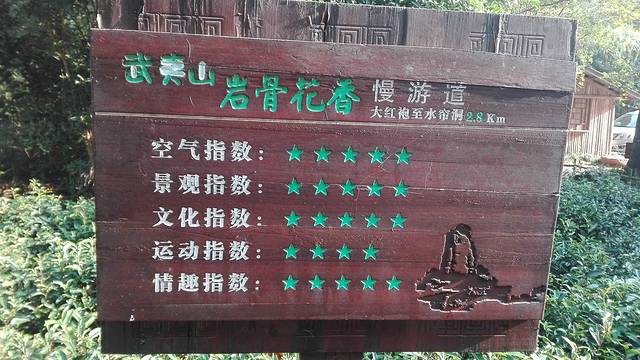 武夷山 岩骨花香 慢游道
大红袍至水帘洞 2.8 Km
空气指数：★★★★★
景观指数：★★★★★
文化指数：★★★★★
运动指数：★★★★
情趣指数：★★★★★